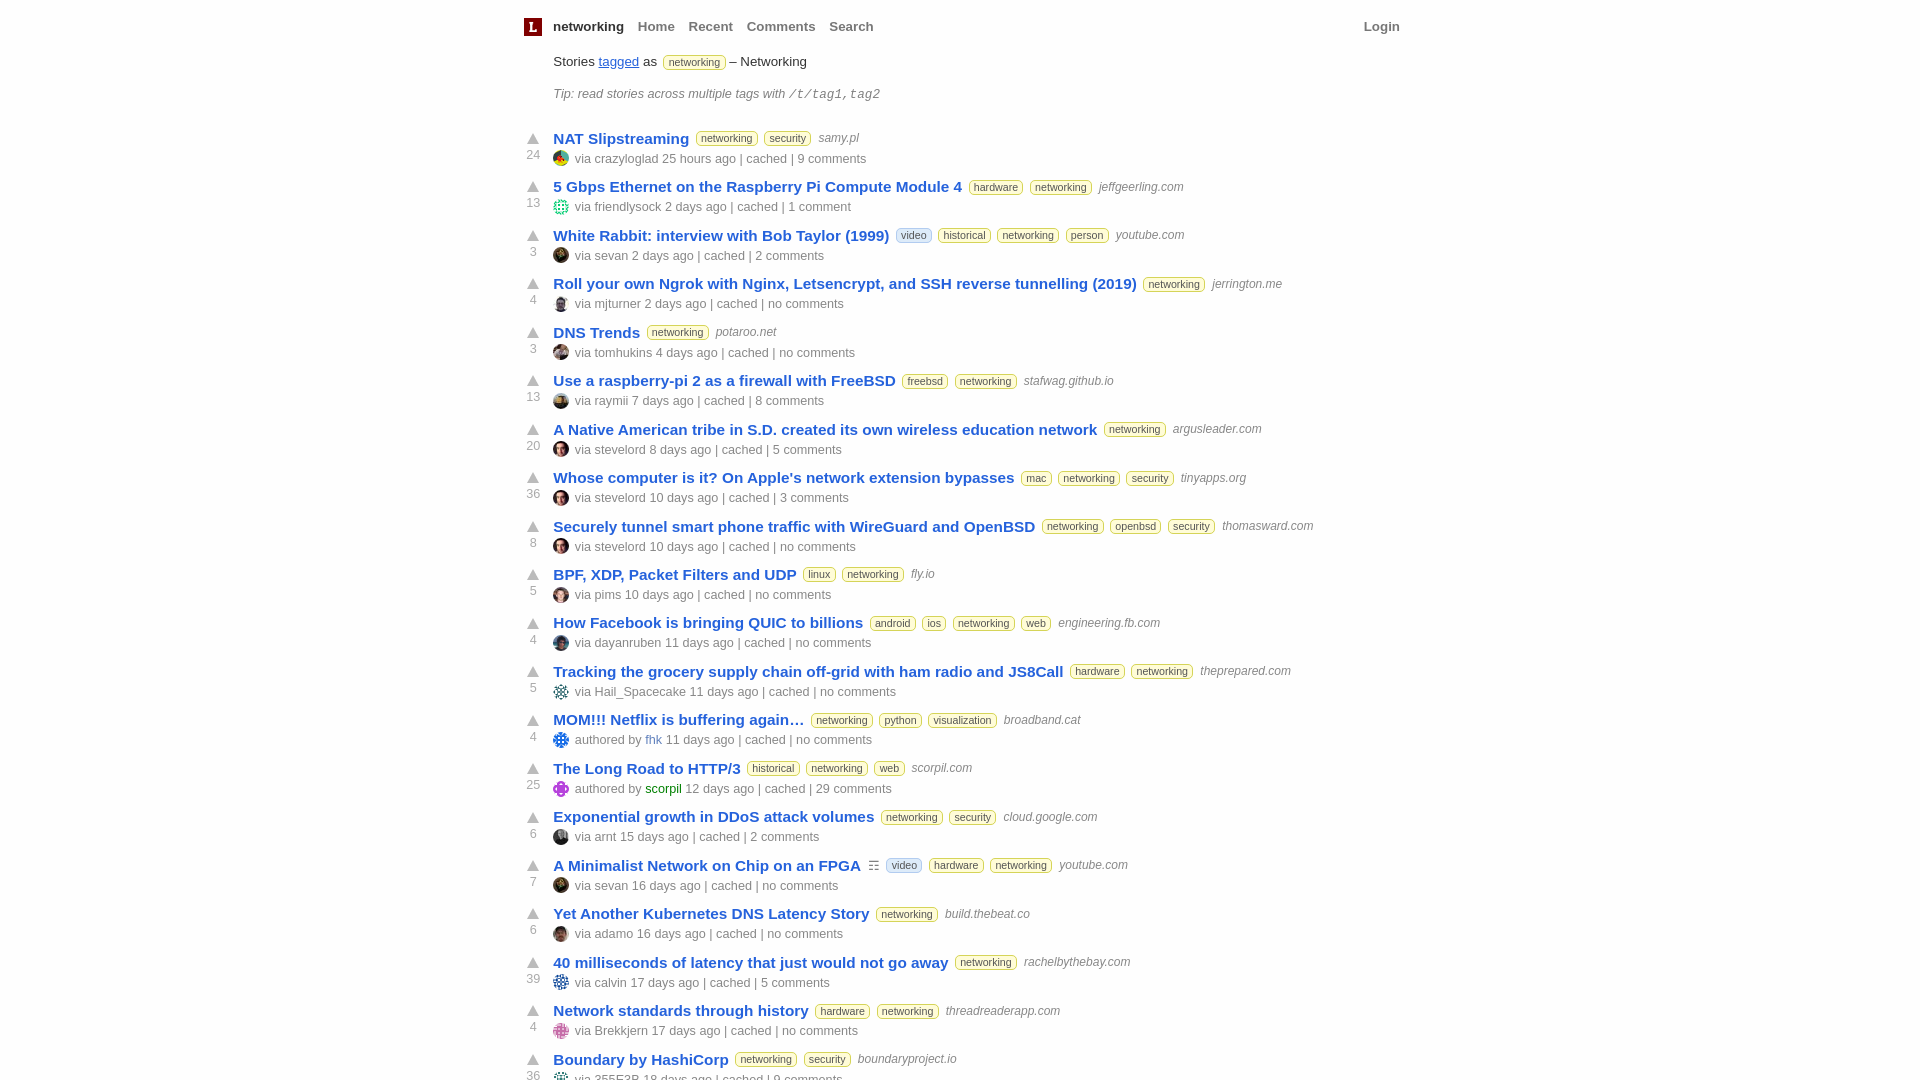 L networking Home Recent Comments Search Login
Stories tagged as networking – Networking
Tip: read stories across multiple tags with /t/tag1,tag2
NAT Slipstreaming networking security samy.pl
24 via crazyloglad 25 hours ago | cached | 9 comments
5 Gbps Ethernet on the Raspberry Pi Compute Module 4 hardware networking jeffgeerling.com
13 via friendlysock 2 days ago | cached | 1 comment
White Rabbit: interview with Bob Taylor (1999) video historical networking person youtube.com
3 via sevan 2 days ago | cached | 2 comments
Roll your own Ngrok with Nginx, Letsencrypt, and SSH reverse tunnelling (2019) networking jerrington.me
4 via mjturner 2 days ago | cached | no comments
DNS Trends networking potaroo.net
3 via tomhukins 4 days ago | cached | no comments
Use a raspberry-pi 2 as a firewall with FreeBSD freebsd networking stafwag.github.io
13 via raymii 7 days ago | cached | 8 comments
A Native American tribe in S.D. created its own wireless education network networking argusleader.com
20 via stevelord 8 days ago | cached | 5 comments
Whose computer is it? On Apple's network extension bypasses mac networking security tinyapps.org
36 via stevelord 10 days ago | cached | 3 comments
Securely tunnel smart phone traffic with WireGuard and OpenBSD networking openbsd security thomasward.com
8 via stevelord 10 days ago | cached | no comments
BPF, XDP, Packet Filters and UDP linux networking fly.io
5 via pims 10 days ago | cached | no comments
How Facebook is bringing QUIC to billions android ios networking web engineering.fb.com
4 via dayanruben 11 days ago | cached | no comments
Tracking the grocery supply chain off-grid with ham radio and JS8Call hardware networking theprepared.com
5 via Hail_Spacecake 11 days ago | cached | no comments
MOM!!! Netflix is buffering again… networking python visualization broadband.cat
4 authored by fhk 11 days ago | cached | no comments
The Long Road to HTTP/3 historical networking web scorpil.com
25 authored by scorpil 12 days ago | cached | 29 comments
Exponential growth in DDoS attack volumes networking security cloud.google.com
6 via arnt 15 days ago | cached | 2 comments
A Minimalist Network on Chip on an FPGA ☶ video hardware networking youtube.com
7 via sevan 16 days ago | cached | no comments
Yet Another Kubernetes DNS Latency Story networking build.thebeat.co
6 via adamo 16 days ago | cached | no comments
40 milliseconds of latency that just would not go away networking rachelbythebay.com
39 via calvin 17 days ago | cached | 5 comments
Network standards through history hardware networking threadreaderapp.com
4 via Brekkjern 17 days ago | cached | no comments
Boundary by HashiCorp networking security boundaryproject.io
36 via 355E3B 18 days ago | cached | 9 comments